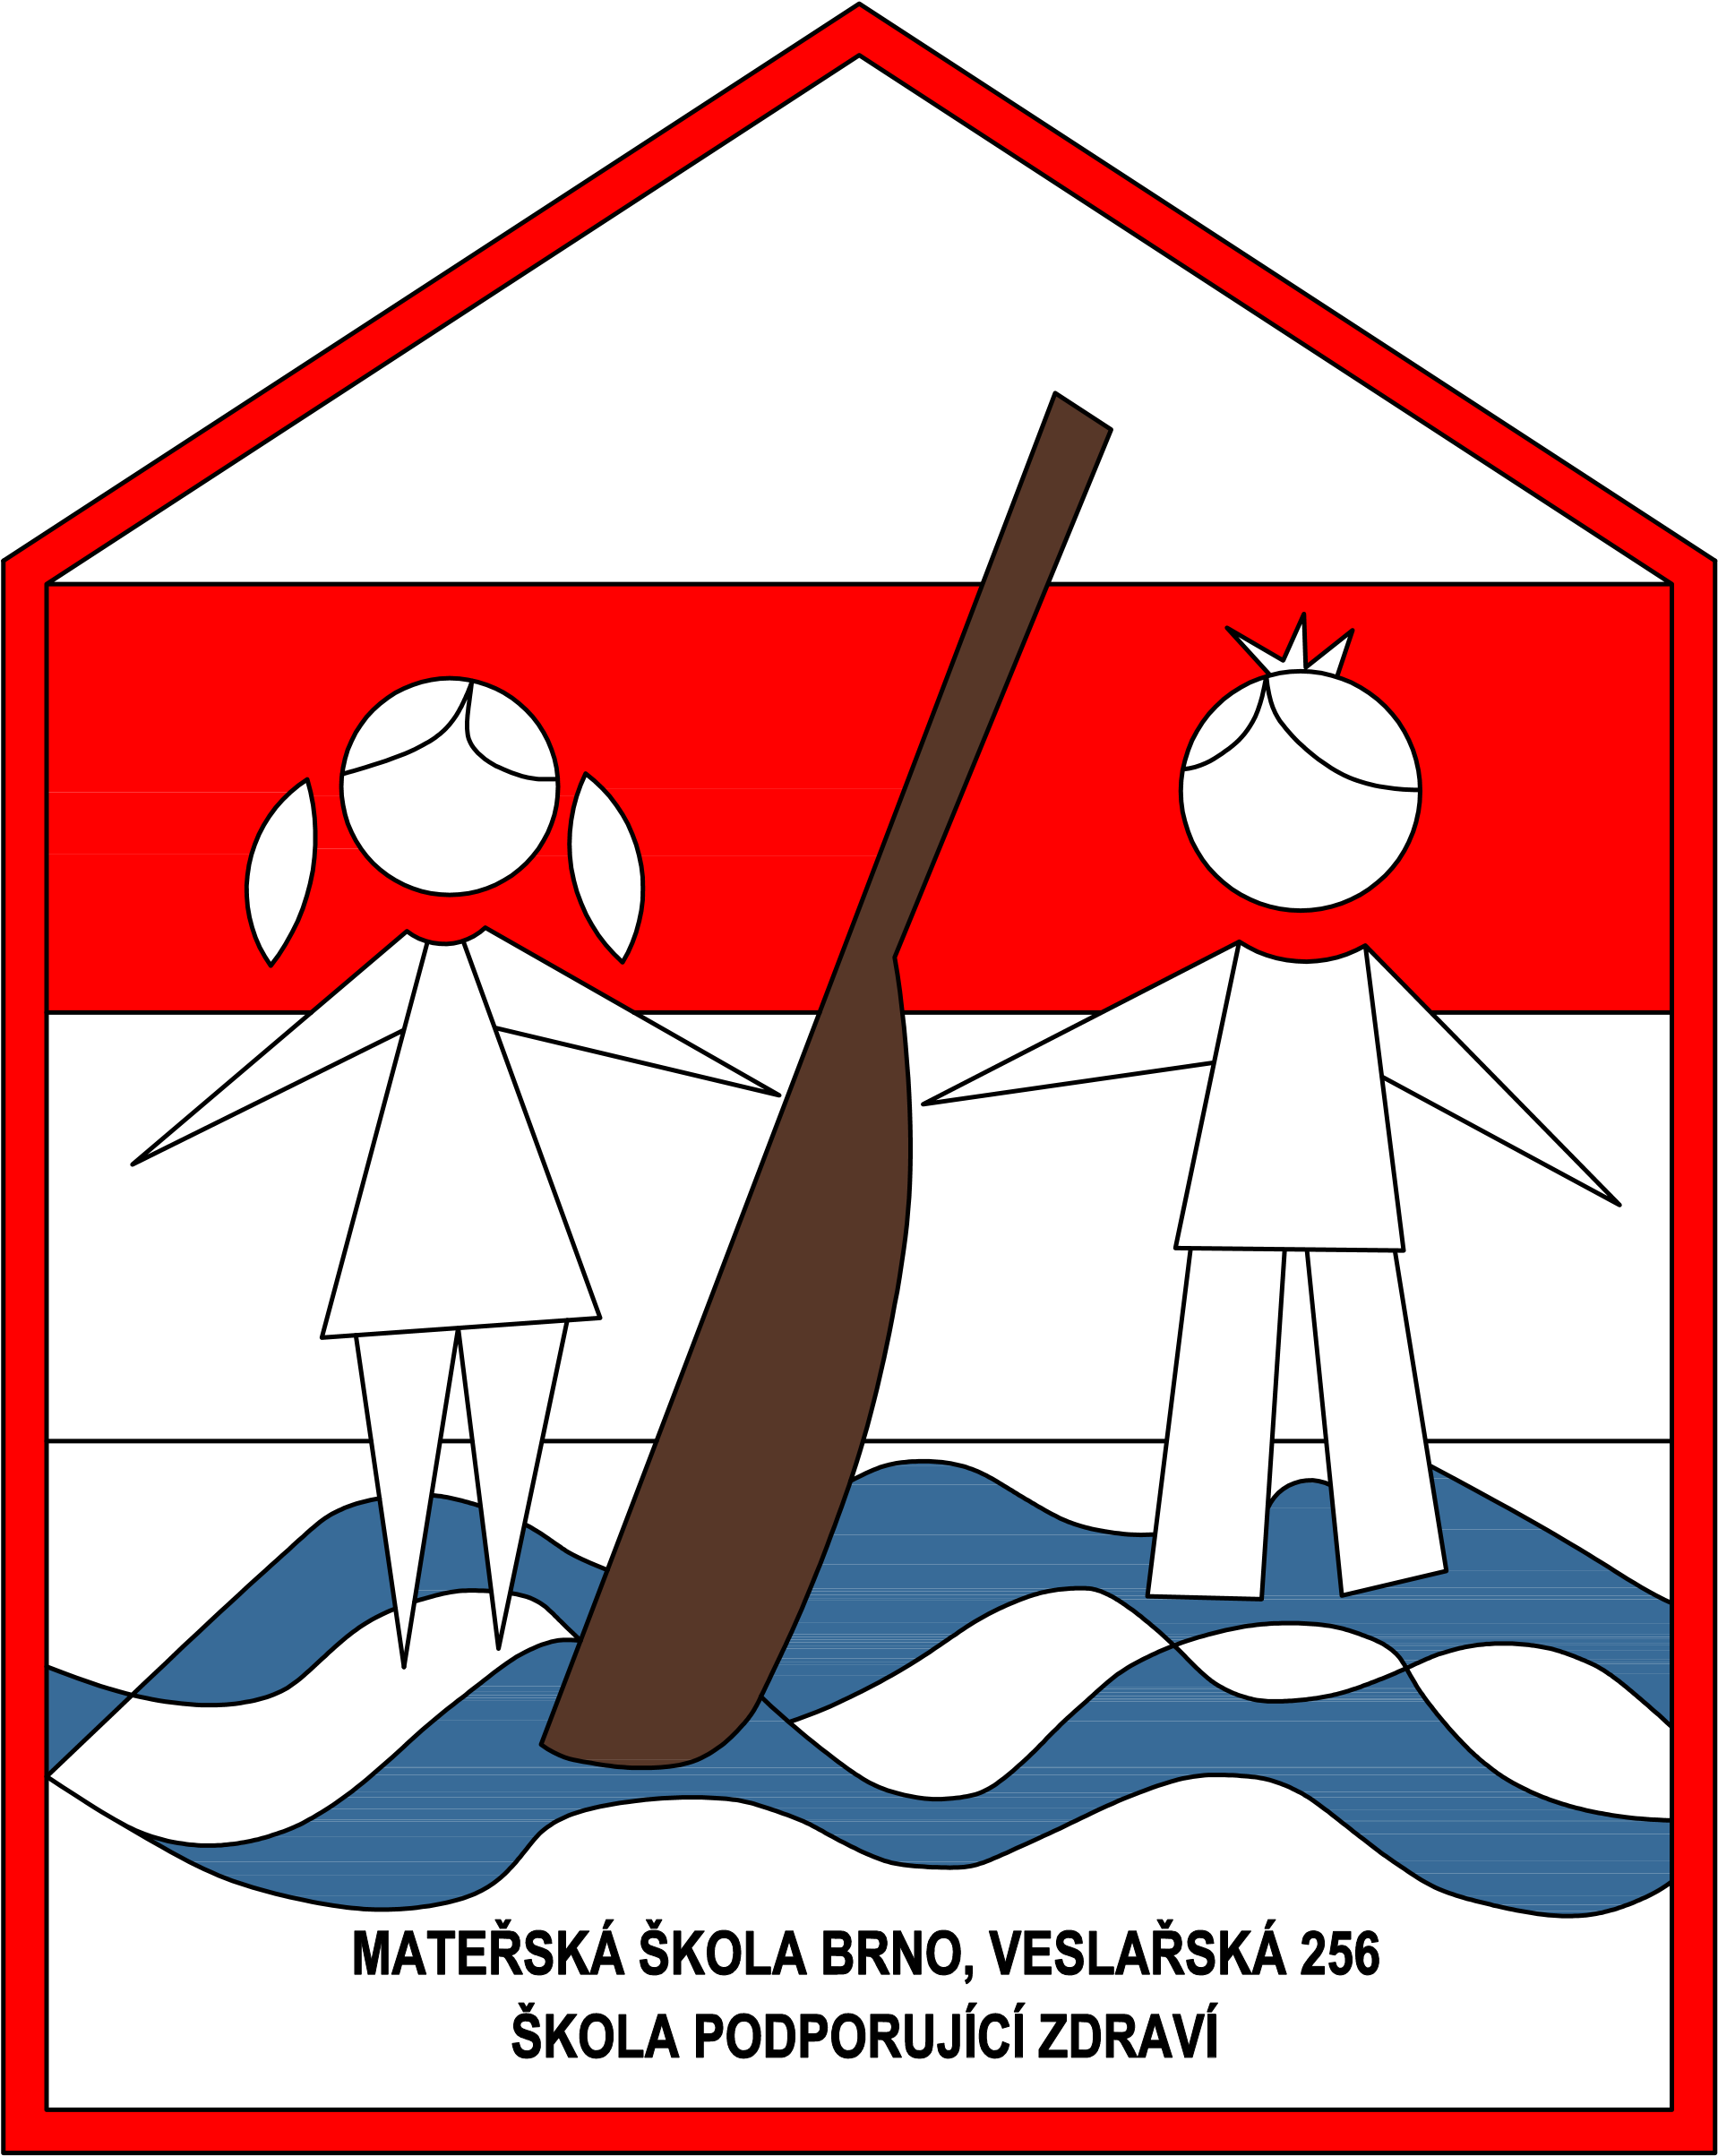 MATEŘSKÁ ŠKOLA BRNO, VESLAŘSKÁ 256
ŠKOLA PODPORUJÍCÍ ZDRAVÍ